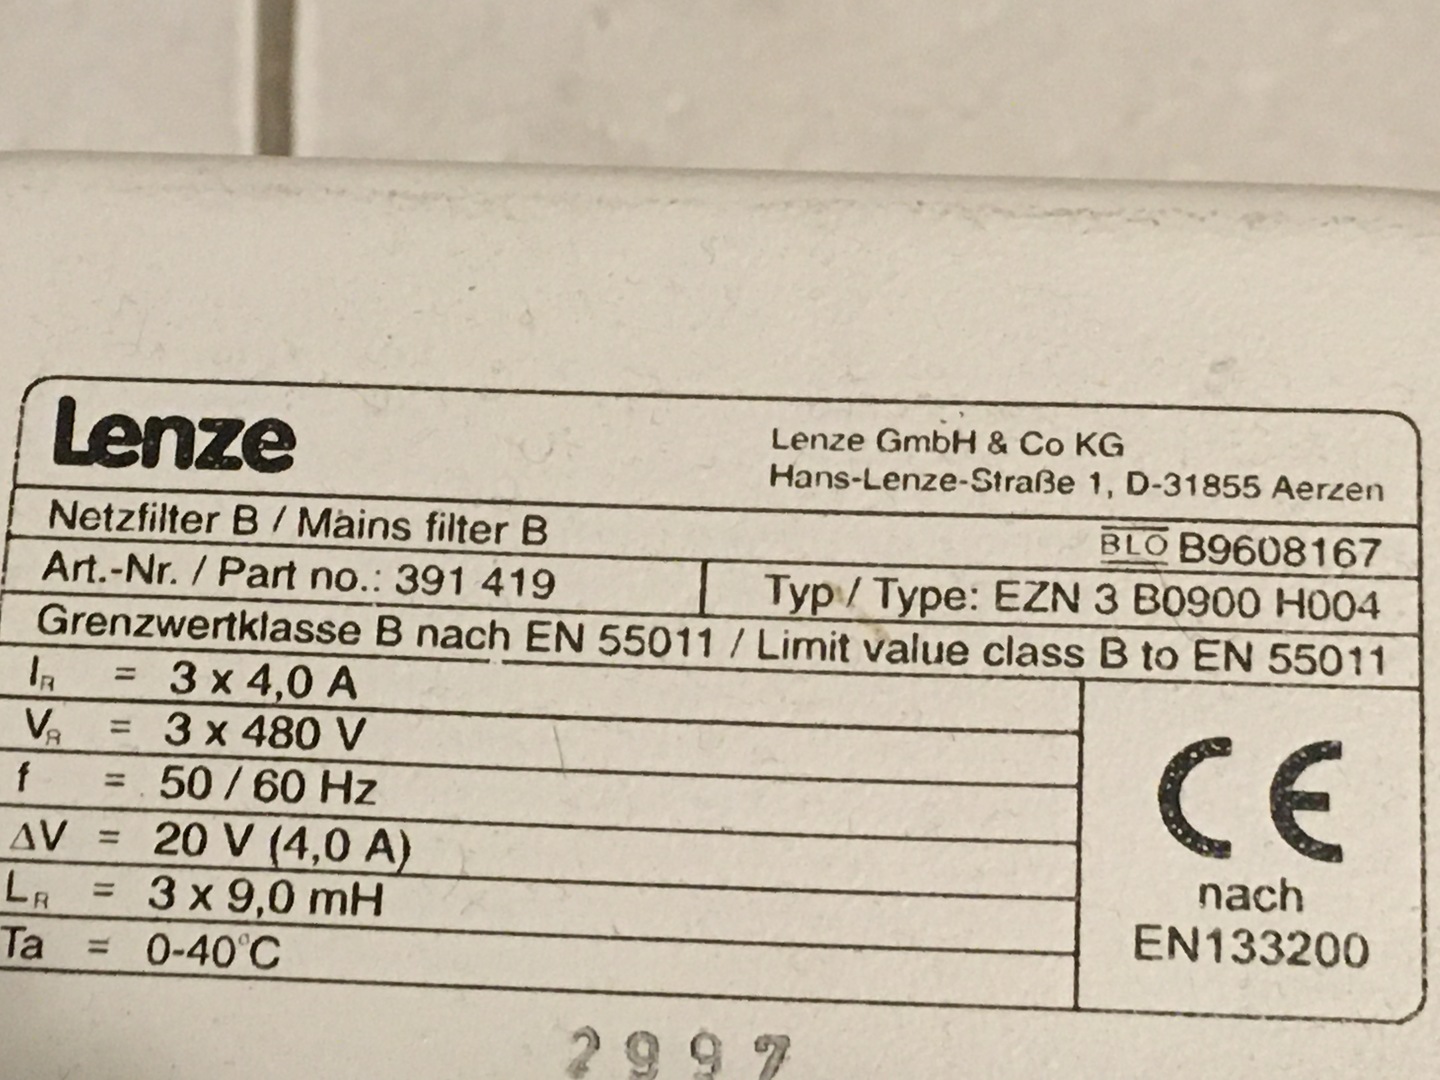 Lenze
Lenze GmbH & Co KG
Hans-Lenze-Straße 1, D-31855 Aerzen
Netzfilter B / Mains filter B
BLO B9608167
Art.-Nr. / Part no.: 391 419
Typ / Type: EZN 3 B0900 H004
Grenzwertklasse B nach EN 55011 / Limit value class B to EN 55011
IR = 3 x 4,0 A
VR = 3 x 480 V
f = 50 / 60 Hz
ΔV = 20 V (4,0 A)
LR = 3 x 9,0 mH
Ta = 0-40°C
CE
nach
EN133200
2997